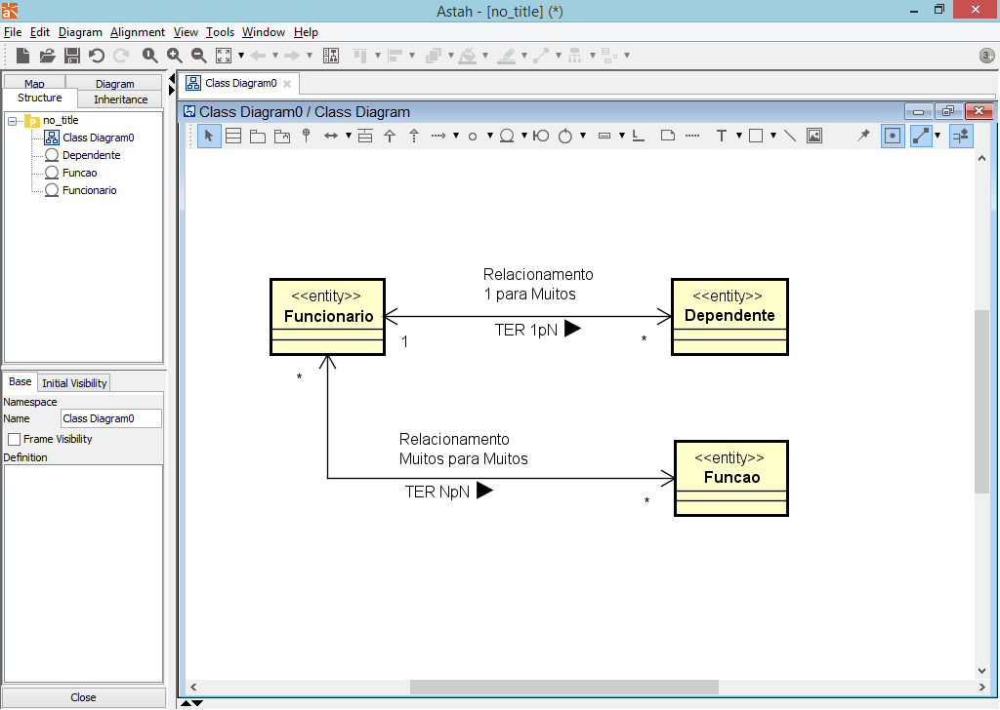 Astah - [no_title] (*)
File Edit Diagram Alignment View Tools Window Help
3+
Map Diagram
Structure Inheritance
no_title
Class Diagram0
Dependente
Funcao
Funcionario
Base Initial Visibility
Namespace
Name Class Diagram0
Frame Visibility
Definition
Close
Class Diagram0
Class Diagram0 / Class Diagram
T
Relacionamento
1 para Muitos
<<entity>>
Funcionario
TER 1pN
1
*
<<entity>>
Dependente
*
Relacionamento
Muitos para Muitos
TER NpN
*
<<entity>>
Funcao